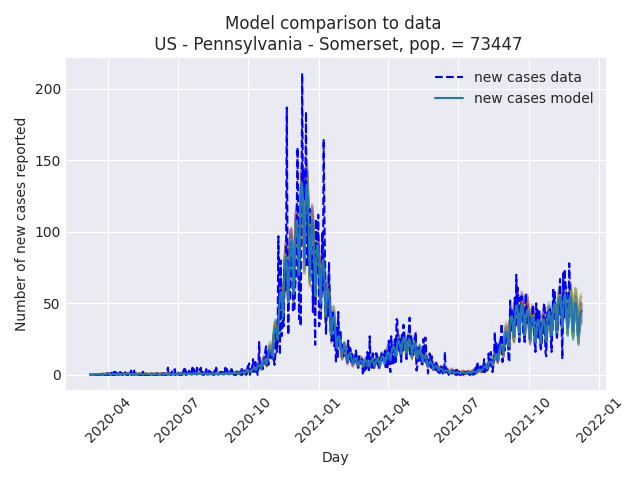 Model comparison to data
US - Pennsylvania - Somerset, pop. = 73447
new cases data
new cases model
Number of new cases reported
200
150
100
50
0
2020-04
2020-07
2020-10
2021-01
2021-04
2021-07
2021-10
2022-01
Day